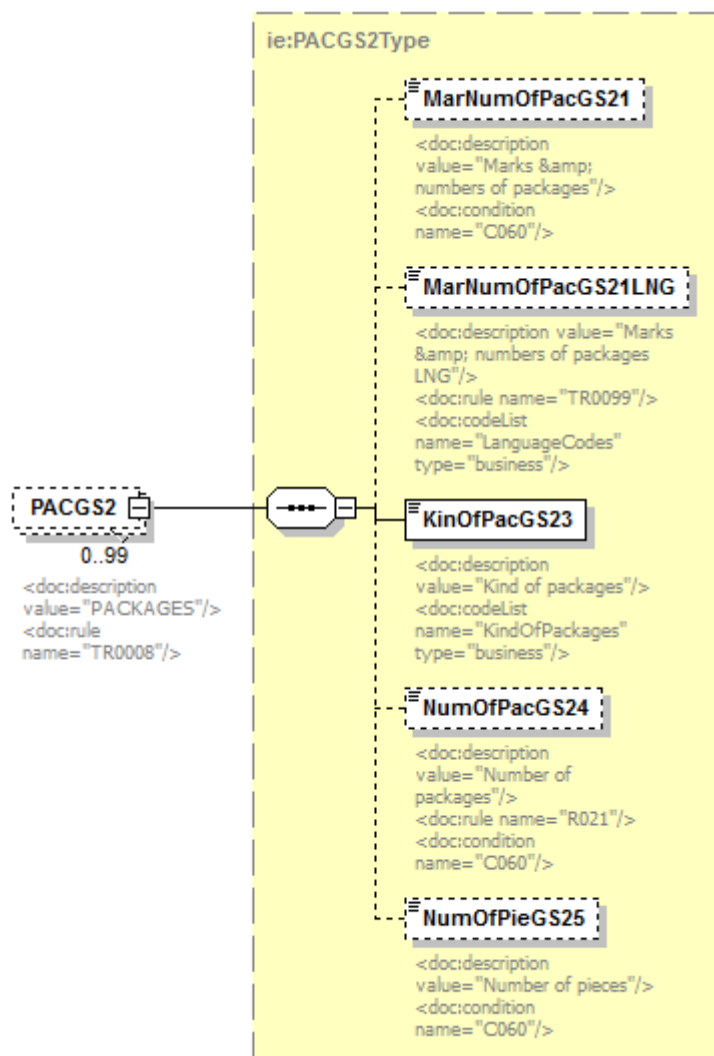 ie:PACGS2Type
MarNumOfPacGS21
<doc:description
value="Marks &amp;
numbers of packages"/>
<doc:condition
name="C060"/>
MarNumOfPacGS21LNG
<doc:description value="Marks
&amp; numbers of packages
LNG"/>
<doc:rule name="TR0099"/>
<doc:codeList
name="LanguageCodes"
type="business"/>
PACGS2
0..99
<doc:description
value="PACKAGES"/>
<doc:rule
name="TR0008"/>
KinOfPacGS23
<doc:description
value="Kind of packages"/>
<doc:codeList
name="KindOfPackages"
type="business"/>
NumOfPacGS24
<doc:description
value="Number of
packages"/>
<doc:rule name="R021"/>
<doc:condition
name="C060"/>
NumOfPieGS25
<doc:description
value="Number of pieces"/>
<doc:condition
name="C060"/>